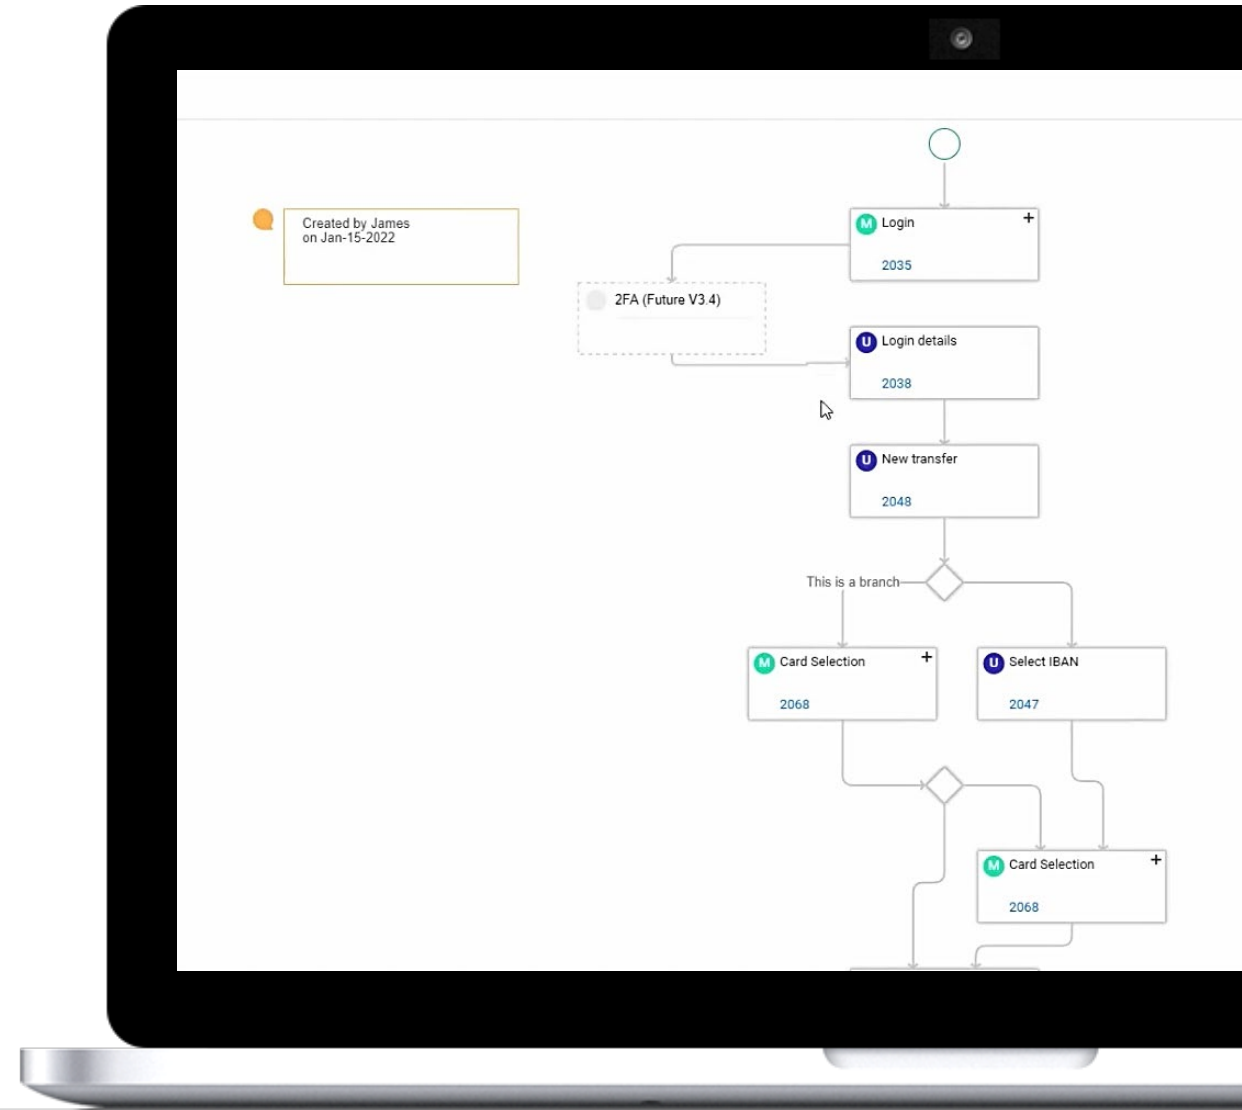 Created by James
on Jan-15-2022
M Login +
2035
2FA (Future V3.4)
U Login details
2038
U New transfer
2048
This is a branch
M Card Selection +
2068
U Select IBAN
2047
M Card Selection +
2068